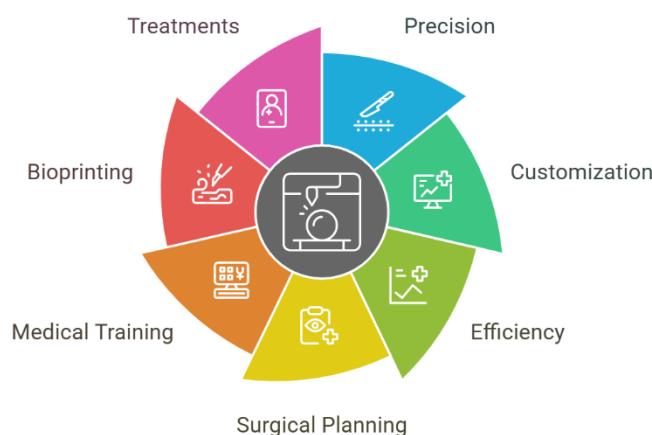 Treatments
Precision
Bioprinting
Customization
Medical Training
Efficiency
Surgical Planning